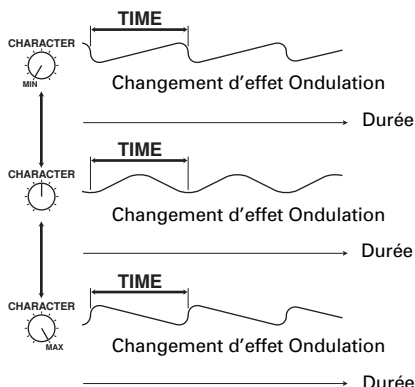 TIME
CHARACTER
MIN
Changement d'effet Ondulation
Durée
TIME
CHARACTER
Changement d'effet Ondulation
Durée
TIME
CHARACTER
MAX
Changement d'effet Ondulation
Durée